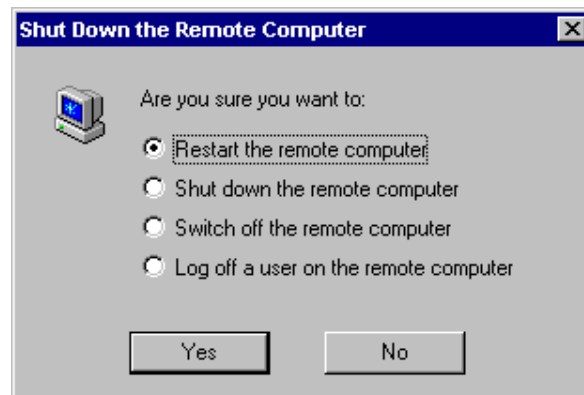 Shut Down the Remote Computer
Are you sure you want to:
Restart the remote computer
Shut down the remote computer
Switch off the remote computer
Log off a user on the remote computer
Yes
No